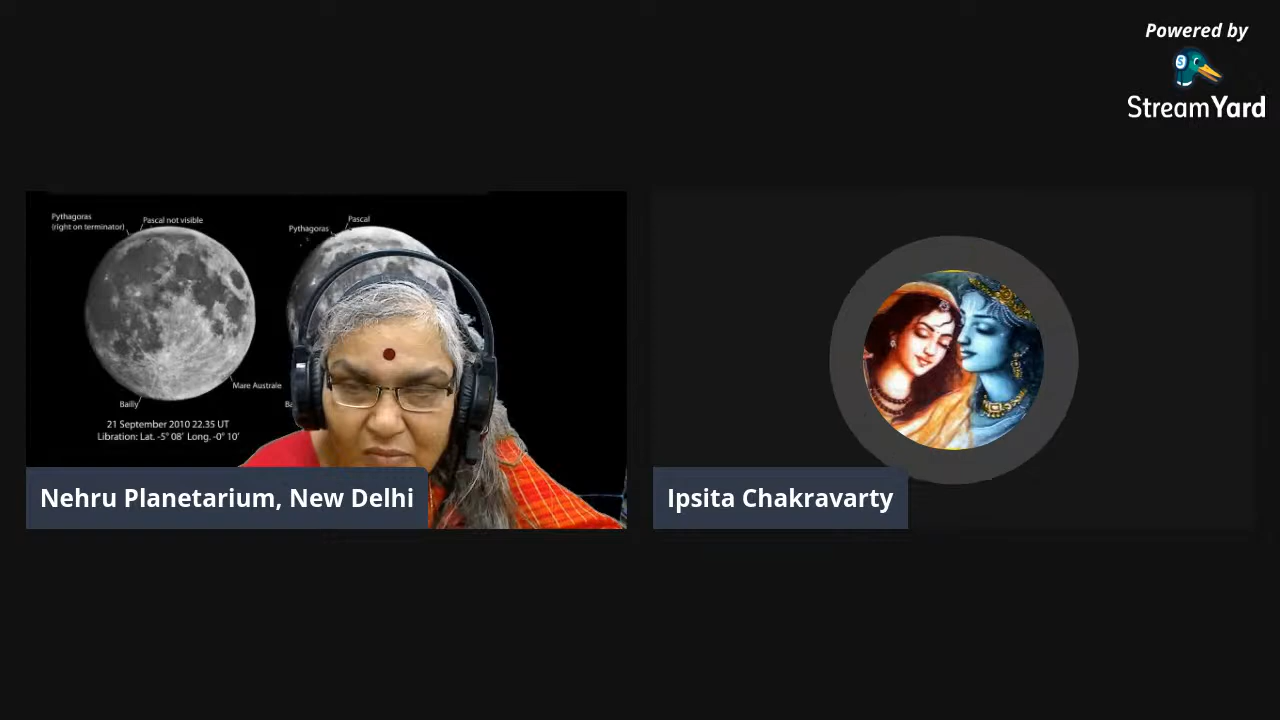 Powered by
StreamYard
Pythagoras
(right on terminator)
Pascal not visible
Pascal
Pythagoras
Mare Australe
Bailly
21 September 2010 22.35 UT
Libration: Lat. -5° 08' Long. -0° 10'
Nehru Planetarium, New Delhi
Ipsita Chakravarty